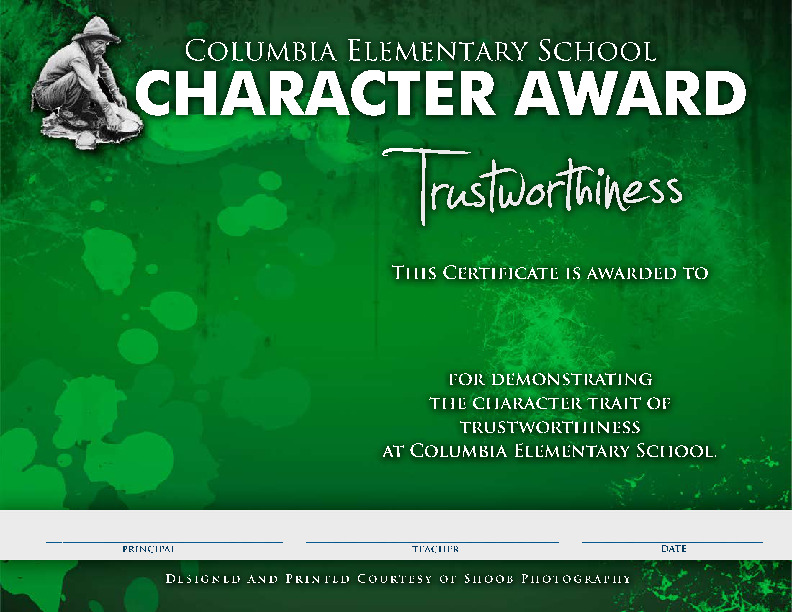 Columbia Elementary School
CHARACTER AWARD
Trustworthiness
This Certificate is awarded to
for demonstrating
the character trait of
trustworthiness
at Columbia Elementary School.
PRINCIPAL TEACHER DATE
Designed and Printed Courtesy of Shoob Photography